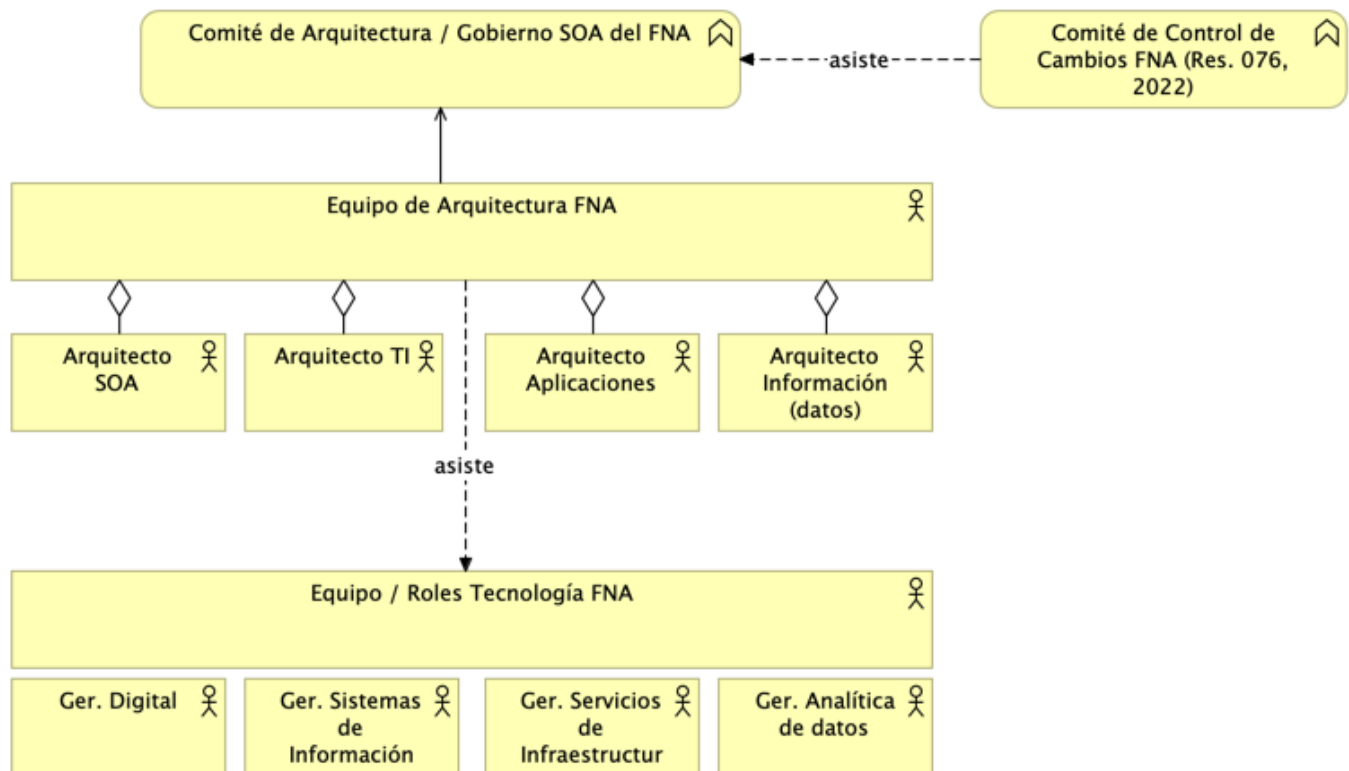 Comité de Arquitectura / Gobierno SOA del FNA
asiste
Comité de Control de
Cambios FNA (Res. 076,
2022)
Equipo de Arquitectura FNA
Arquitecto
SOA
Arquitecto TI
Arquitecto
Aplicaciones
Arquitecto
Información
(datos)
asiste
Equipo / Roles Tecnología FNA
Ger. Digital
Ger. Sistemas
de
Información
Ger. Servicios
de
Infraestructur
Ger. Analítica
de datos